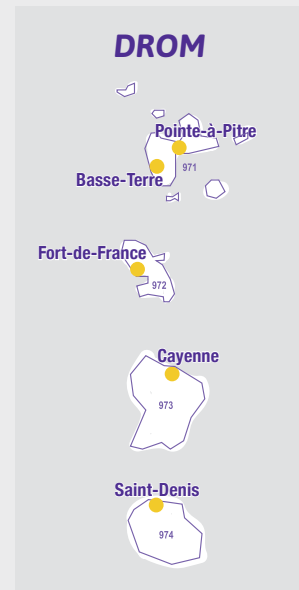 DROM
Pointe-à-Pitre
971
Basse-Terre
Fort-de-France
972
Cayenne
973
Saint-Denis
974